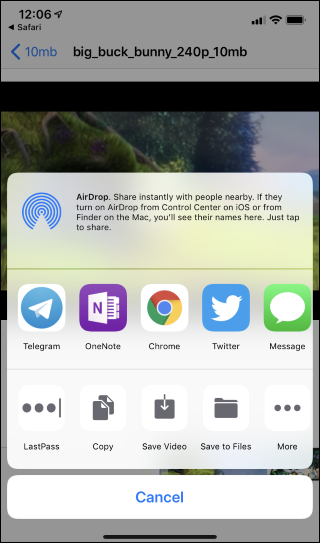 12:06
Safari
10mb
big_buck_bunny_240p_10mb
AirDrop. Share instantly with people nearby. If they
turn on AirDrop from Control Center on iOS or from
Finder on the Mac, you'll see their names here. Just tap
to share.
N
Telegram
OneNote
Chrome
Twitter
Message
LastPass
Copy
Save Video
Save to Files
More
Cancel